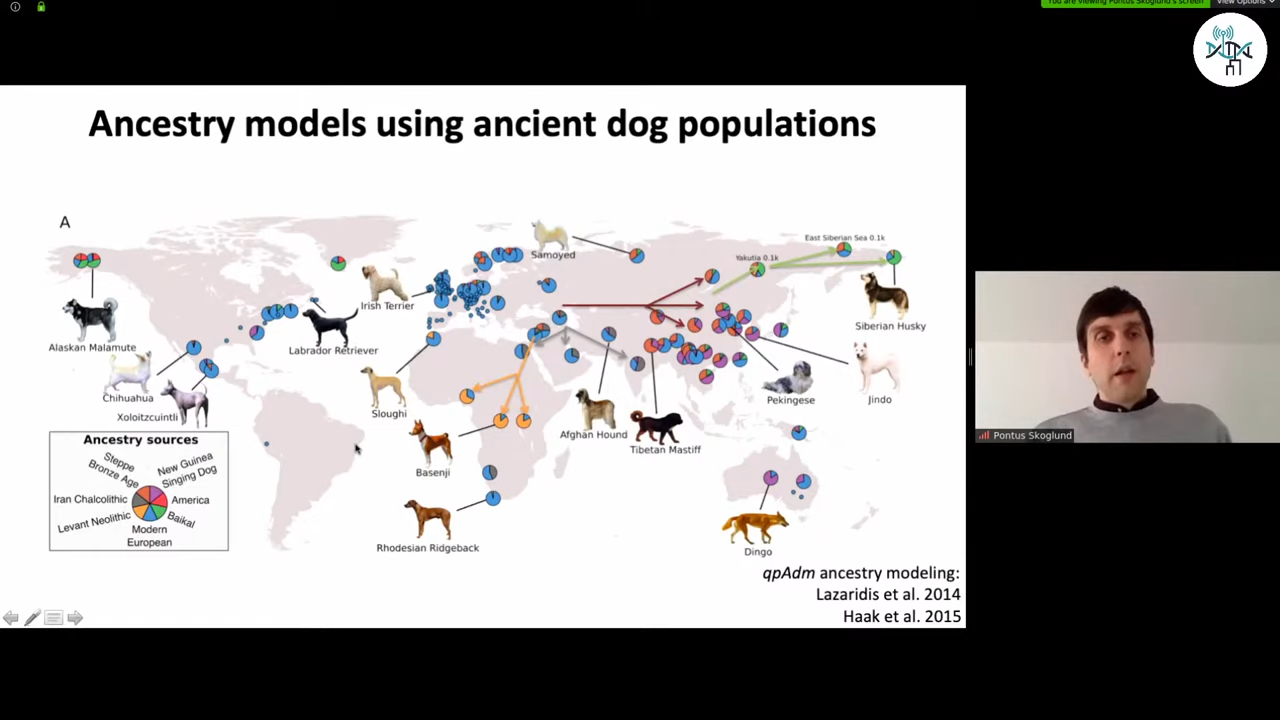 You are viewing Pontus Skoglund's screen
View Options
Ancestry models using ancient dog populations
A
Samoyed
East Siberian Sea 0.1k
Yakutia 0.1k
Irish Terrier
Siberian Husky
Alaskan Malamute
Labrador Retriever
Chihuahua
Pekingese
Jindo
Xoloitzcuintli
Sloughi
Afghan Hound
Tibetan Mastiff
Basenji
Rhodesian Ridgeback
Dingo
Ancestry sources
Steppe
Bronze Age
New Guinea
Singing Dog
Iran Chalcolithic
America
Levant Neolithic
Baikal
Modern
European
qpAdm ancestry modeling:
Lazaridis et al. 2014
Haak et al. 2015
Pontus Skoglund